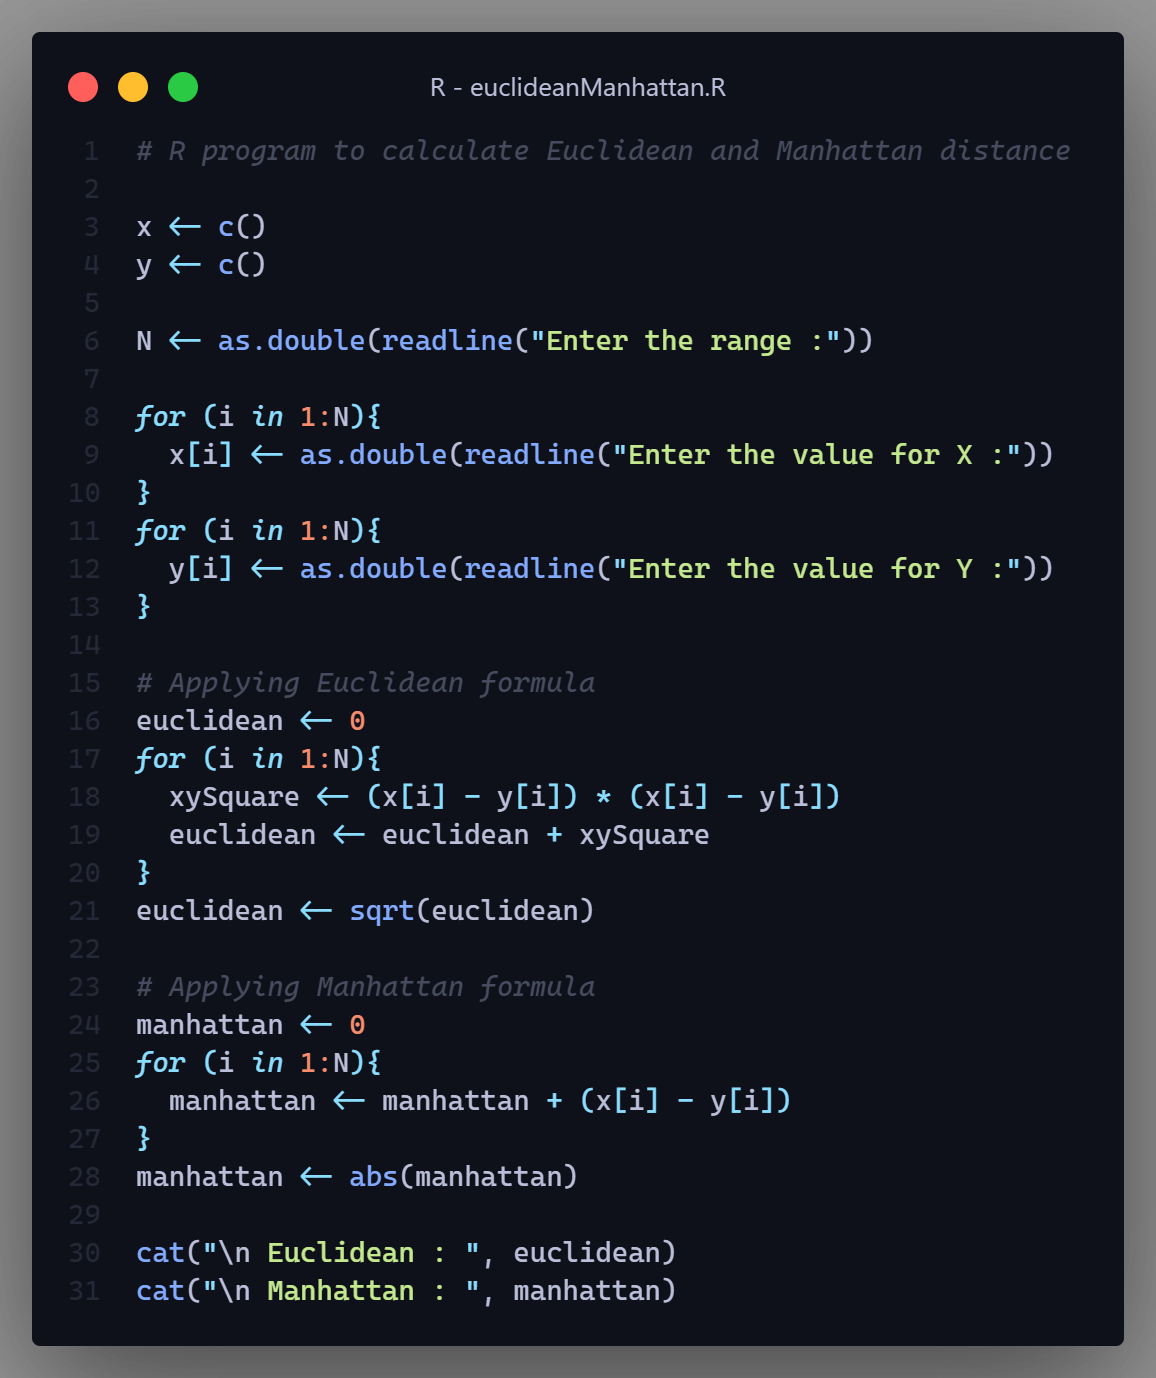 R - euclideanManhattan.R
1 # R program to calculate Euclidean and Manhattan distance
2
3 x <- c()
4 y <- c()
5
6 N <- as.double(readline("Enter the range :"))
7
8 for (i in 1:N){
9   x[i] <- as.double(readline("Enter the value for X :"))
10 }
11 for (i in 1:N){
12   y[i] <- as.double(readline("Enter the value for Y :"))
13 }
14
15 # Applying Euclidean formula
16 euclidean <- 0
17 for (i in 1:N){
18   xySquare <- (x[i] - y[i]) * (x[i] - y[i])
19   euclidean <- euclidean + xySquare
20 }
21 euclidean <- sqrt(euclidean)
22
23 # Applying Manhattan formula
24 manhattan <- 0
25 for (i in 1:N){
26   manhattan <- manhattan + (x[i] - y[i])
27 }
28 manhattan <- abs(manhattan)
29
30 cat("\n Euclidean : ", euclidean)
31 cat("\n Manhattan : ", manhattan)